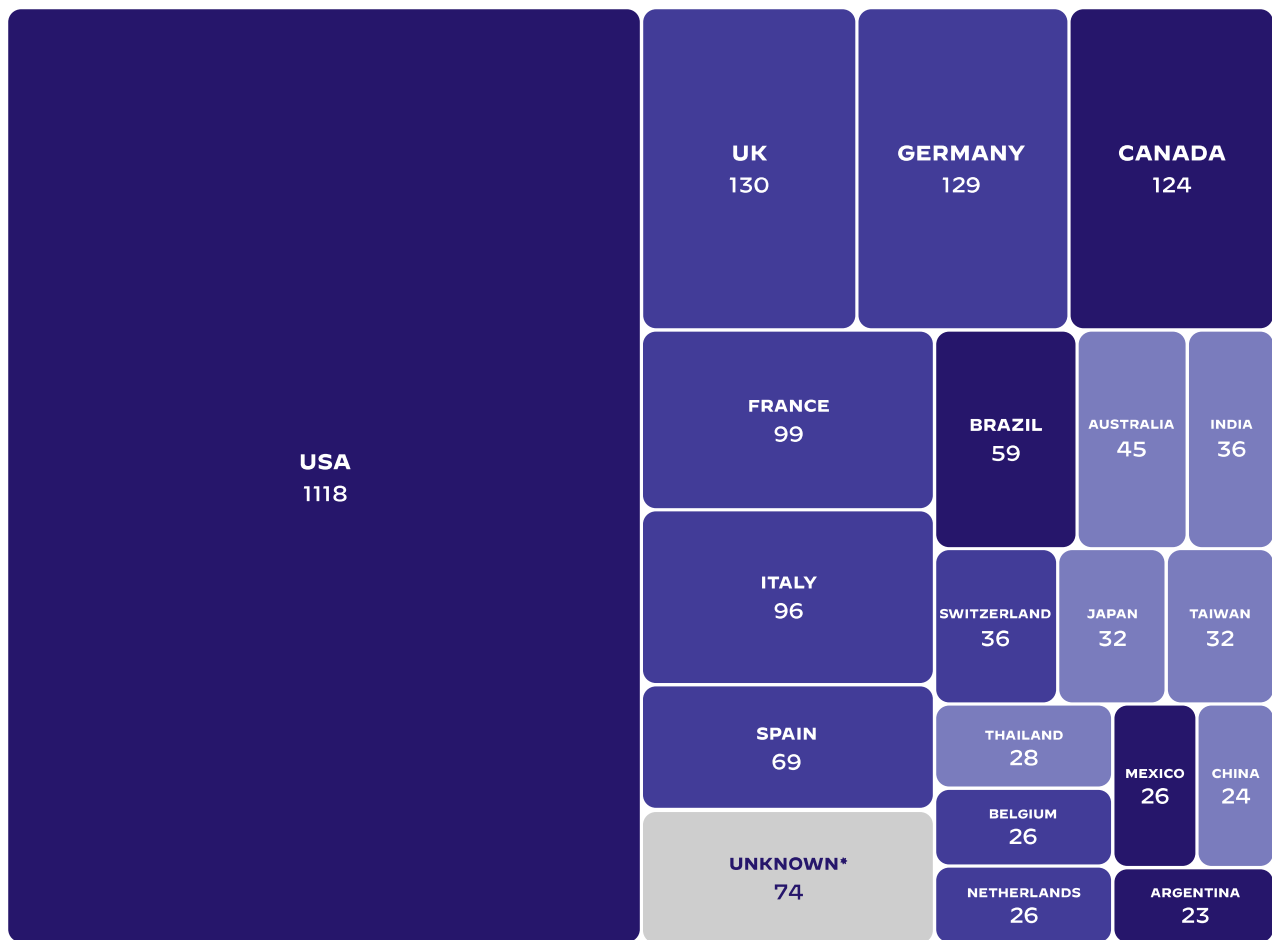 USA
1118
UK
130
GERMANY
129
CANADA
124
FRANCE
99
ITALY
96
SPAIN
69
UNKNOWN*
74
BRAZIL
59
AUSTRALIA
45
INDIA
36
SWITZERLAND
36
JAPAN
32
TAIWAN
32
THAILAND
28
BELGIUM
26
NETHERLANDS
26
MEXICO
26
CHINA
24
ARGENTINA
23